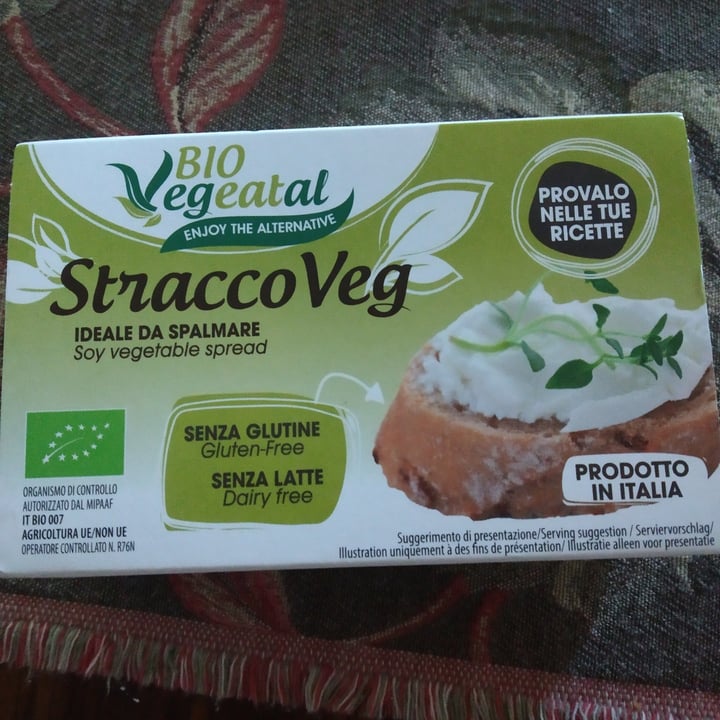 BIO
Vegeatal
ENJOY THE ALTERNATIVE
PROVALO
NELLE TUE
RICETTE
StraccoVeg
IDEALE DA SPALMARE
Soy vegetable spread
SENZA GLUTINE
Gluten-Free
SENZA LATTE
Dairy free
PRODOTTO
IN ITALIA
ORGANISMO DI CONTROLLO
AUTORIZZATO DAL MIPAAF
IT BIO 007
AGRICOLTURA UE/NON UE
OPERATORE CONTROLLATO N. R76N
Suggerimento di presentazione/Serving suggestion / Serviervorschlag/
Illustration uniquement à des fins de présentation/ Illustratie alleen voor presentatie